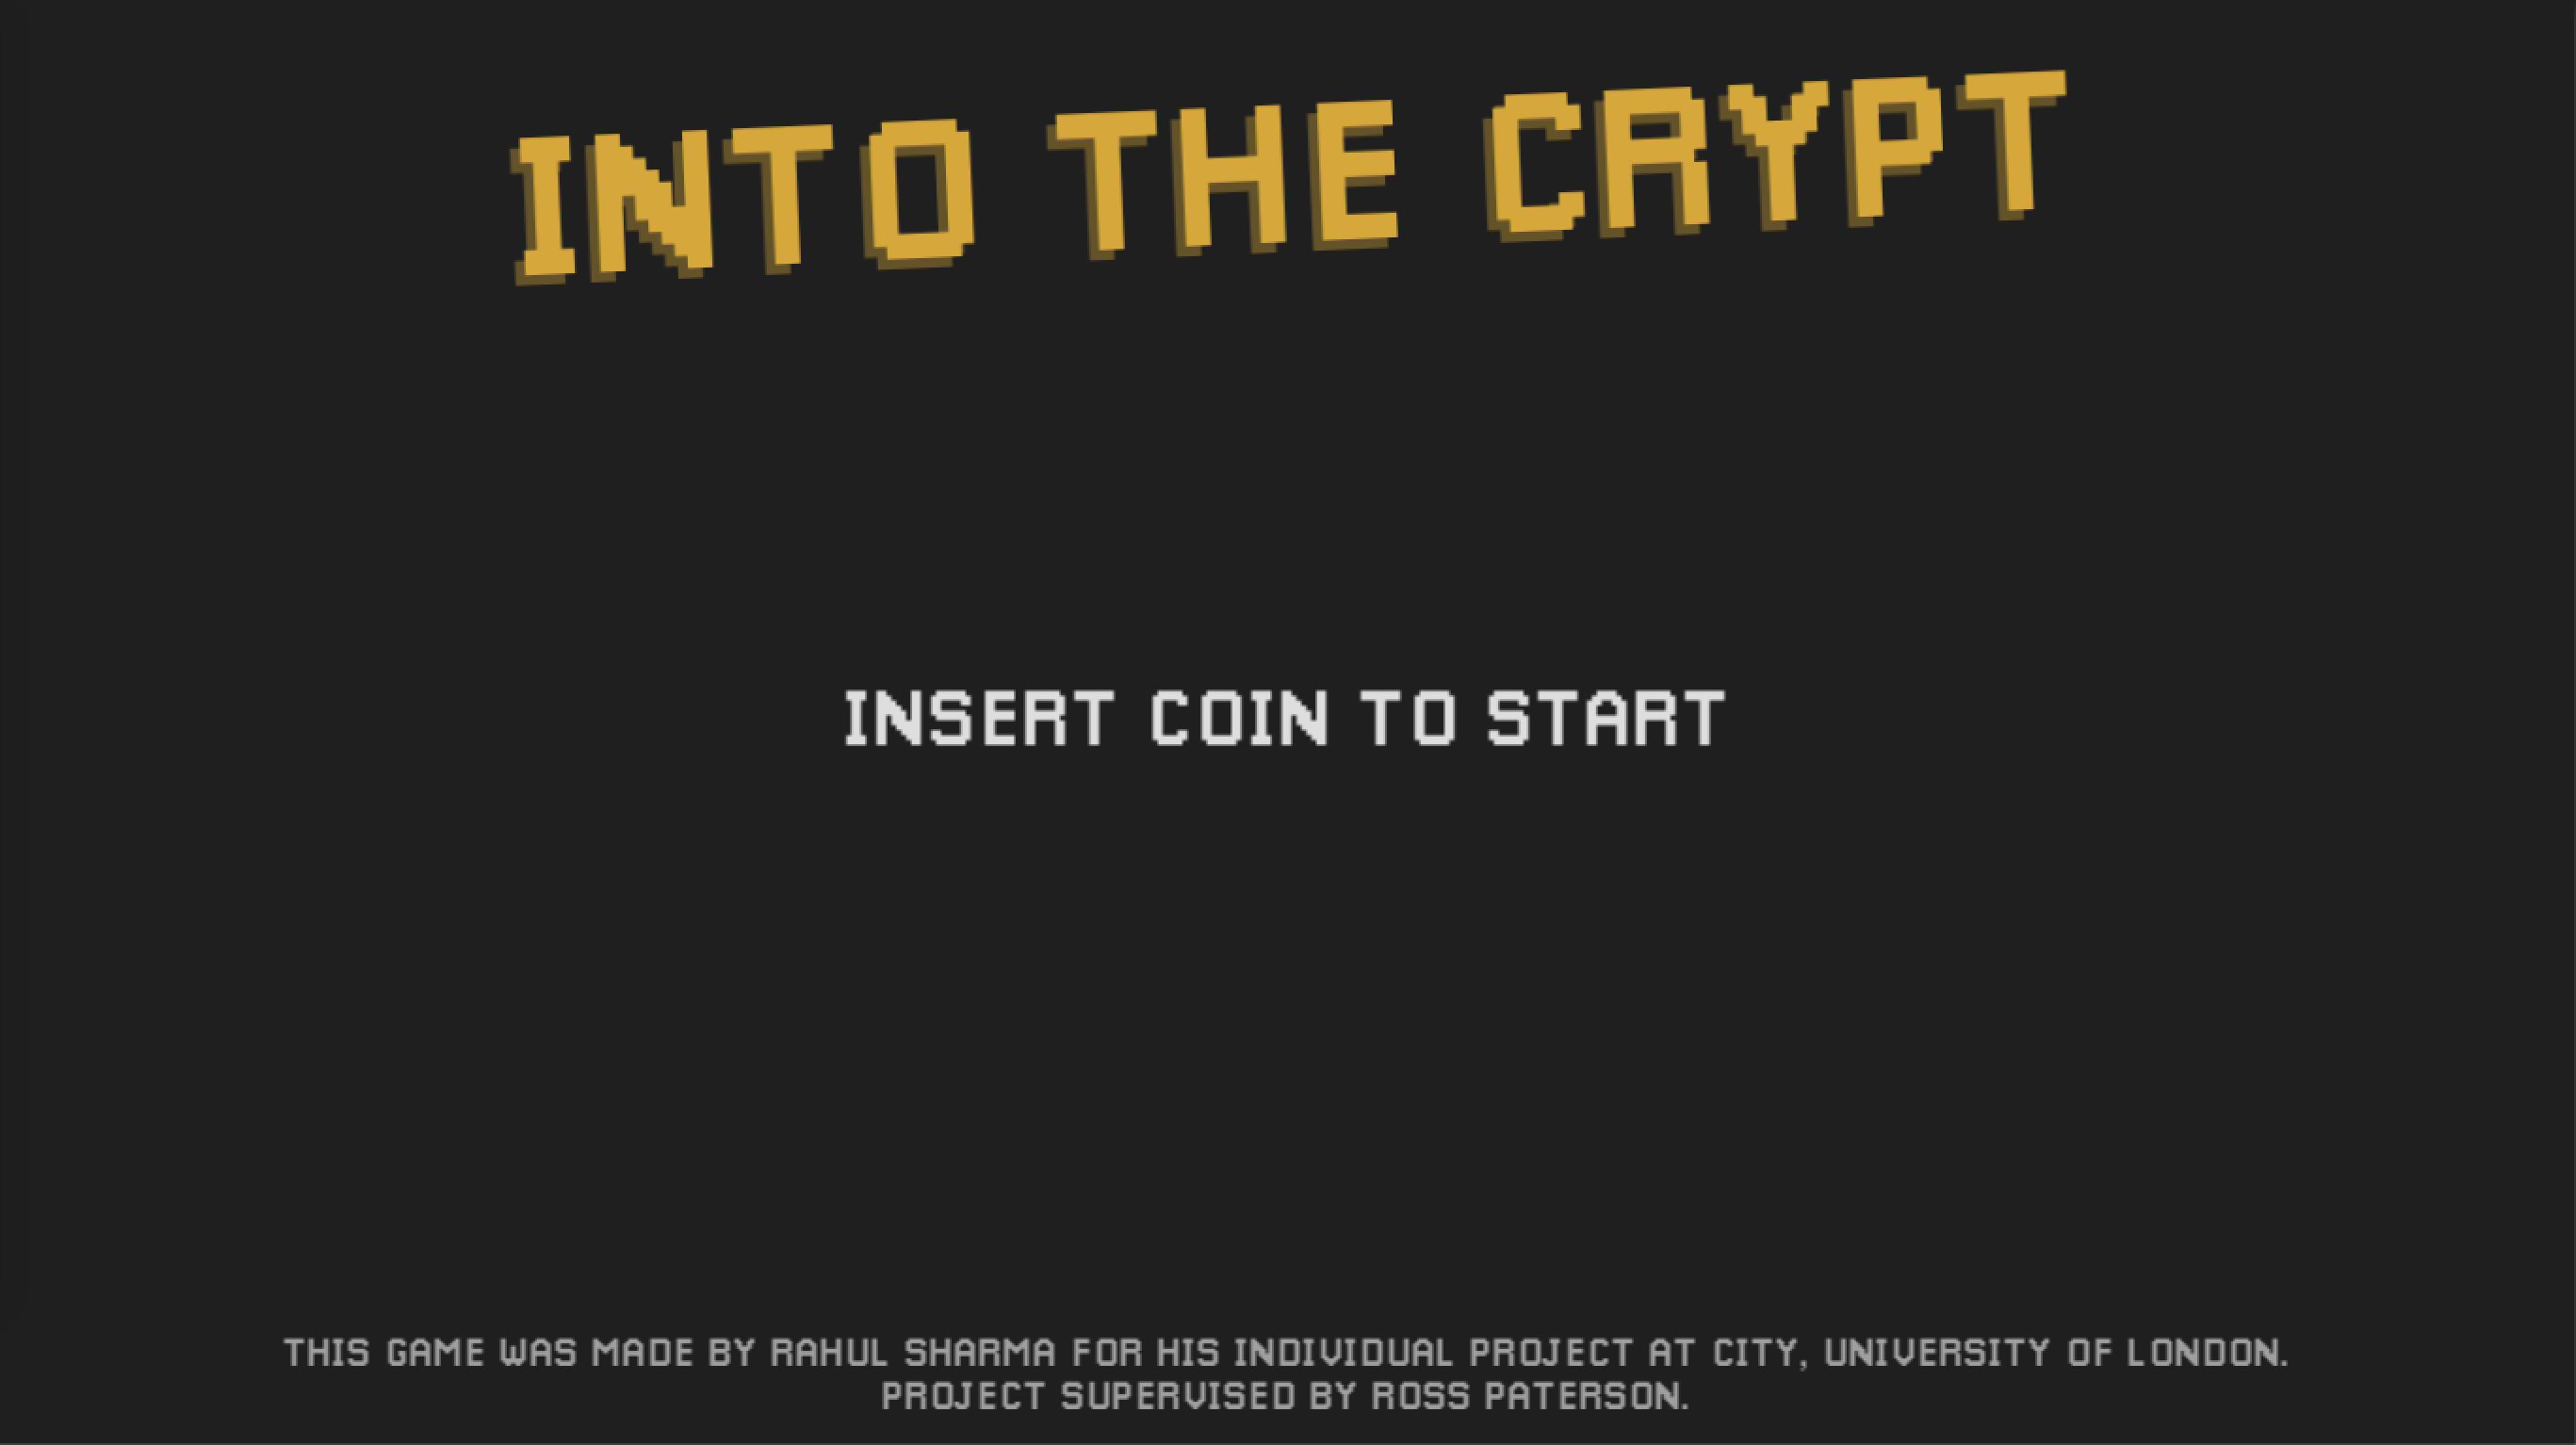 INTO THE CRYPT
INSERT COIN TO START
THIS GAME WAS MADE BY RAHUL SHARMA FOR HIS INDIVIDUAL PROJECT AT CITY, UNIVERSITY OF LONDON.
PROJECT SUPERVISED BY ROSS PATERSON.